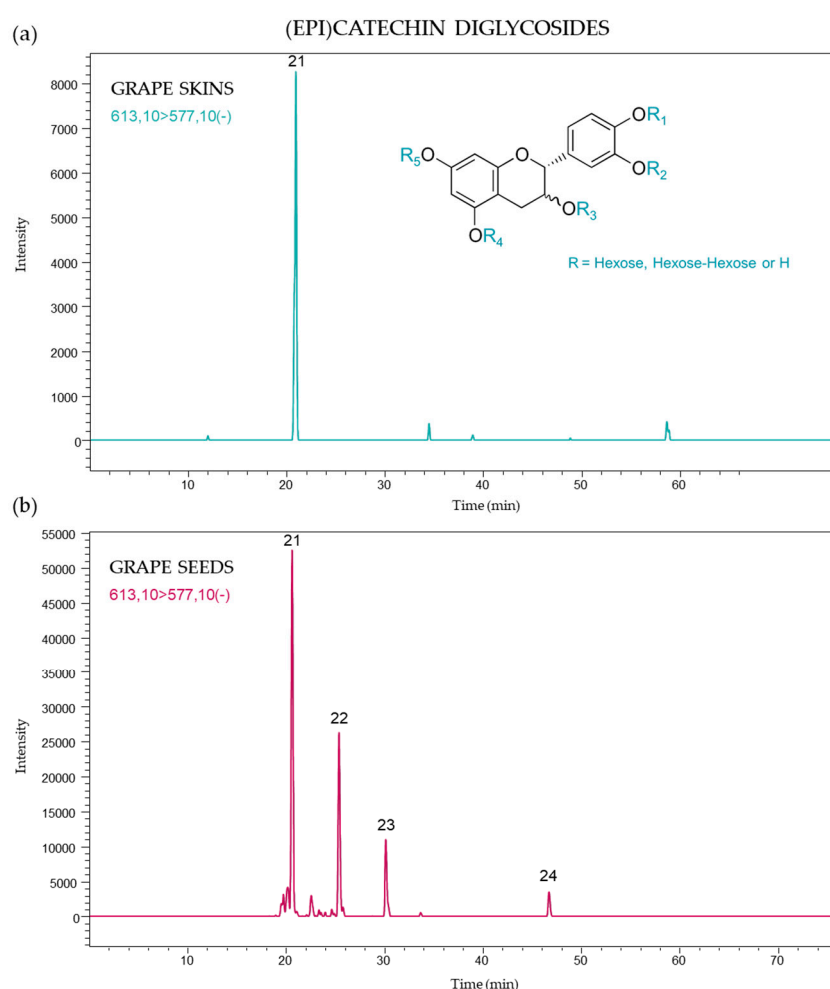 (EPI)CATECHIN DIGLYCOSIDES
(a)
21
GRAPE SKINS
613,10>577,10(-)
8000
7000
6000
5000
4000
3000
2000
1000
0
Intensity
OR1
OR2
OR3
OR4
R5O
O
R = Hexose, Hexose-Hexose or H
10 20 30 40 50 60
Time (min)
(b)
21
GRAPE SEEDS
613,10>577,10(-)
22
23
24
55000
50000
45000
40000
35000
30000
25000
20000
15000
10000
5000
0
Intensity
10 20 30 40 50 60 70
Time (min)